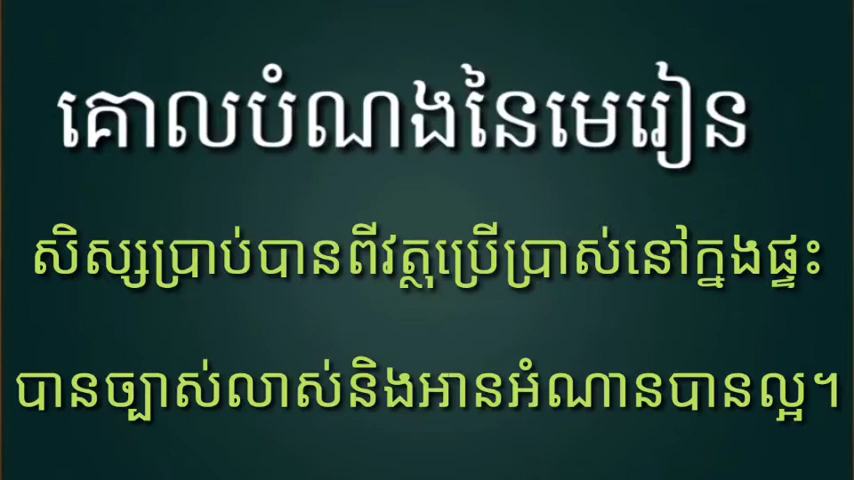 គោលបំណងនៃមេរៀន
សិស្សប្រាប់បានពីវត្ថុប្រើប្រាស់នៅក្នុងផ្ទះ
បានច្បាស់លាស់និងអានអំណានបានល្អ។